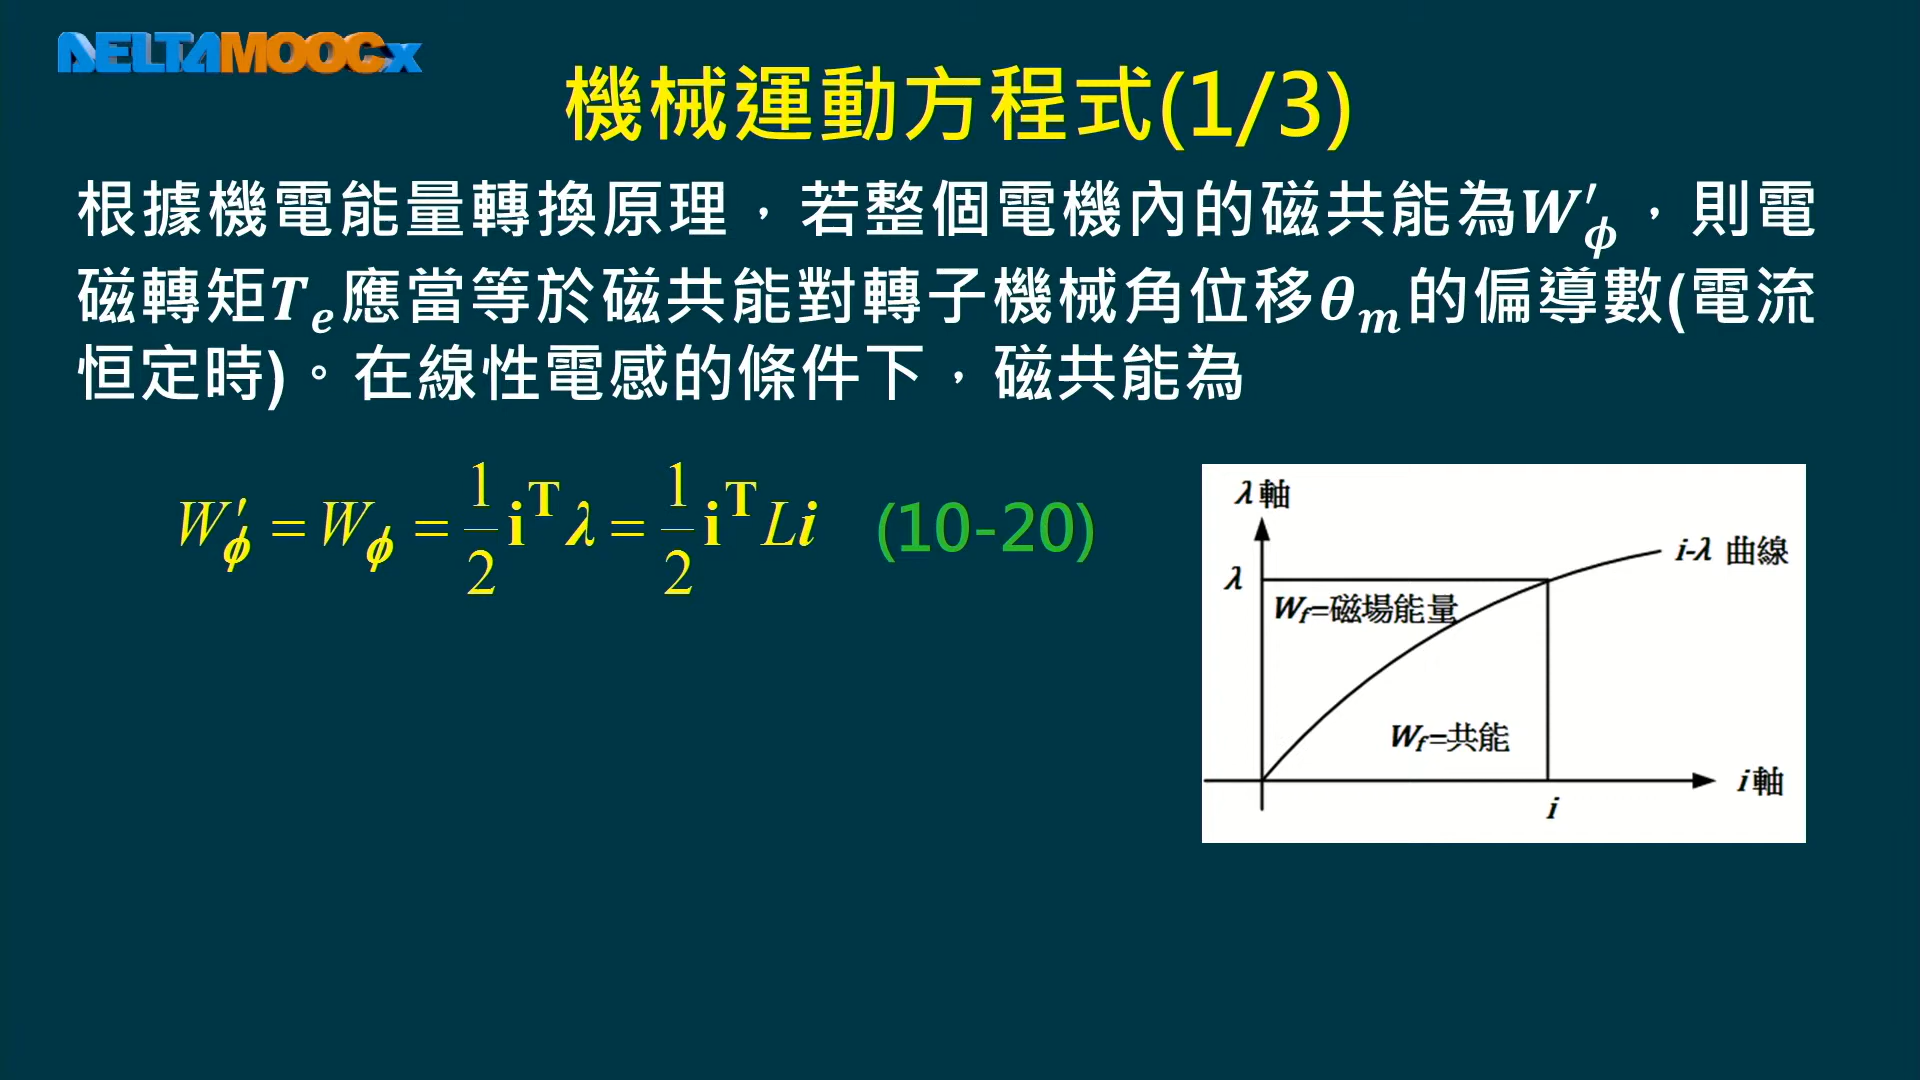 DELTAMOOCx
機械運動方程式(1/3)
根據機電能量轉換原理，若整個電機內的磁共能為W′ϕ，則電
磁轉矩Te應當等於磁共能對轉子機械角位移θm的偏導數(電流
恒定時)。在線性電感的條件下，磁共能為
W′ϕ = Wϕ = 1/2 i^T λ = 1/2 i^T Li (10-20)
λ 軸
i-λ 曲線
λ
Wf=磁場能量
Wf=共能
i 軸
i